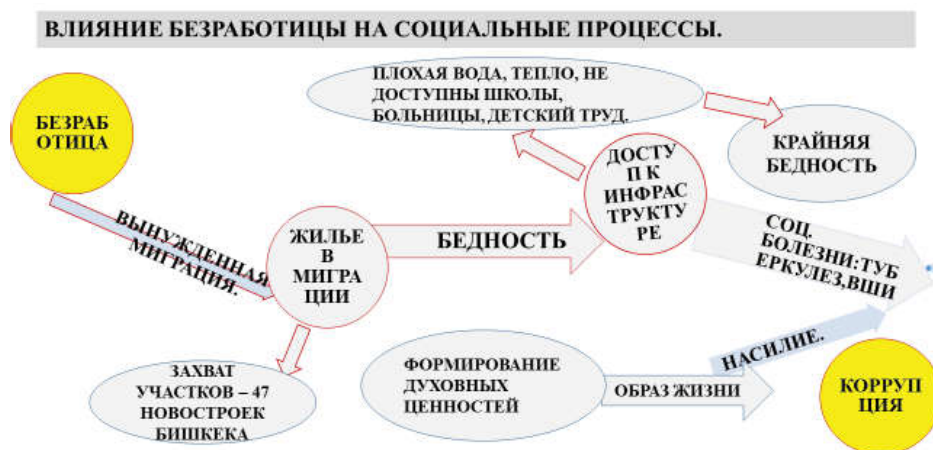 ВЛИЯНИЕ БЕЗРАБОТИЦЫ НА СОЦИАЛЬНЫЕ ПРОЦЕССЫ.
ПЛОХАЯ ВОДА, ТЕПЛО, НЕ
ДОСТУПНЫ ШКОЛЫ,
БОЛЬНИЦЫ, ДЕТСКИЙ ТРУД.
БЕЗРАБ
ОТИЦА
КРАЙНЯЯ
БЕДНОСТЬ
ДОСТУ
П К
ИНФРАС
ТРУКТУ
РЕ
ВЫНУЖДЕННАЯ
МИГРАЦИЯ.
ЖИЛЬЕ
В
МИГРА
ЦИИ
БЕДНОСТЬ
СОЦ.
БОЛЕЗНИ:ТУБ
ЕРКУЛЕЗ,ВШИ
ЗАХВАТ
УЧАСТКОВ – 47
НОВОСТРОЕК
БИШКЕКА
ФОРМИРОВАНИЕ
ДУХОВНЫХ
ЦЕННОСТЕЙ
ОБРАЗ ЖИЗНИ
НАСИЛИЕ.
КОРРУП
ЦИЯ